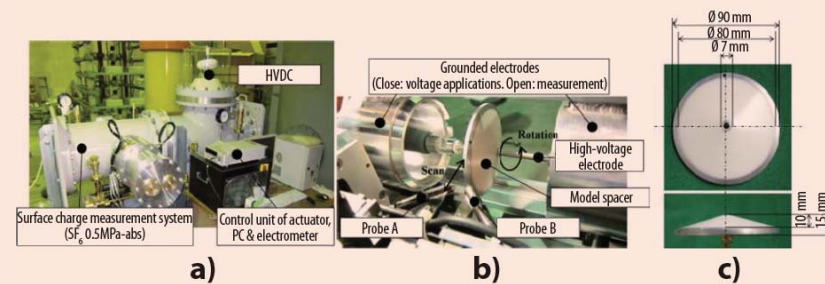 HVDC
Surface charge measurement system
(SF6 0.5MPa-abs)
Control unit of actuator,
PC & electrometer
a)
Grounded electrodes
(Close: voltage applications. Open: measurement)
Rotation
High-voltage
electrode
Scan
Model spacer
Probe A
Probe B
b)
Ø 90 mm
Ø 80 mm
Ø 7 mm
10 mm
15 mm
c)